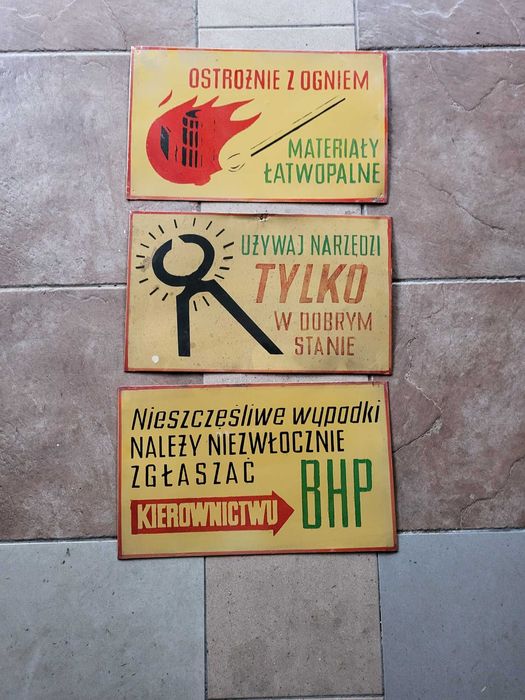 OSTROŻNIE Z OGNIEM
MATERIAŁY
ŁATWOPALNE
UŻYWAJ NARZĘDZI
TYLKO
W DOBRYM
STANIE
Nieszczęśliwe wypadki
NALEŻY NIEZWŁOCZNIE
ZGŁASZAĆ
KIEROWNICTWU BHP